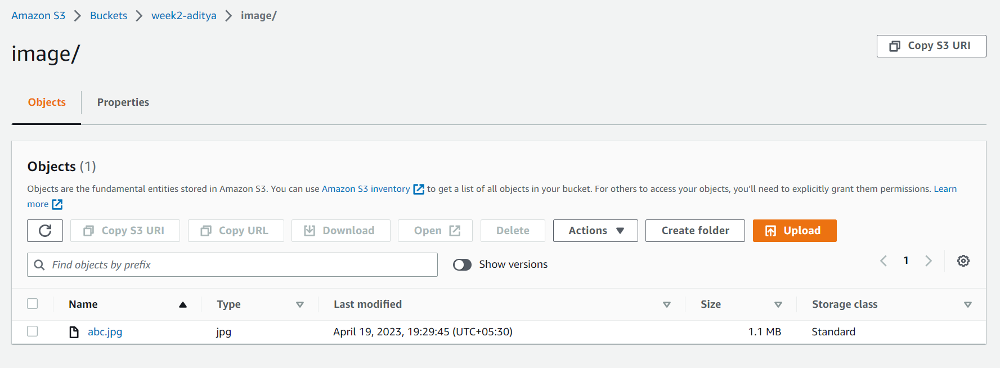 Amazon S3 Buckets week2-aditya image/
image/
Copy S3 URI
Objects Properties
Objects (1)
Objects are the fundamental entities stored in Amazon S3. You can use Amazon S3 inventory to get a list of all objects in your bucket. For others to access your objects, you’ll need to explicitly grant them permissions. Learn
more
Copy S3 URI Copy URL Download Open Delete Actions Create folder Upload
Find objects by prefix Show versions 1
Name Type Last modified Size Storage class
abc.jpg jpg April 19, 2023, 19:29:45 (UTC+05:30) 1.1 MB Standard